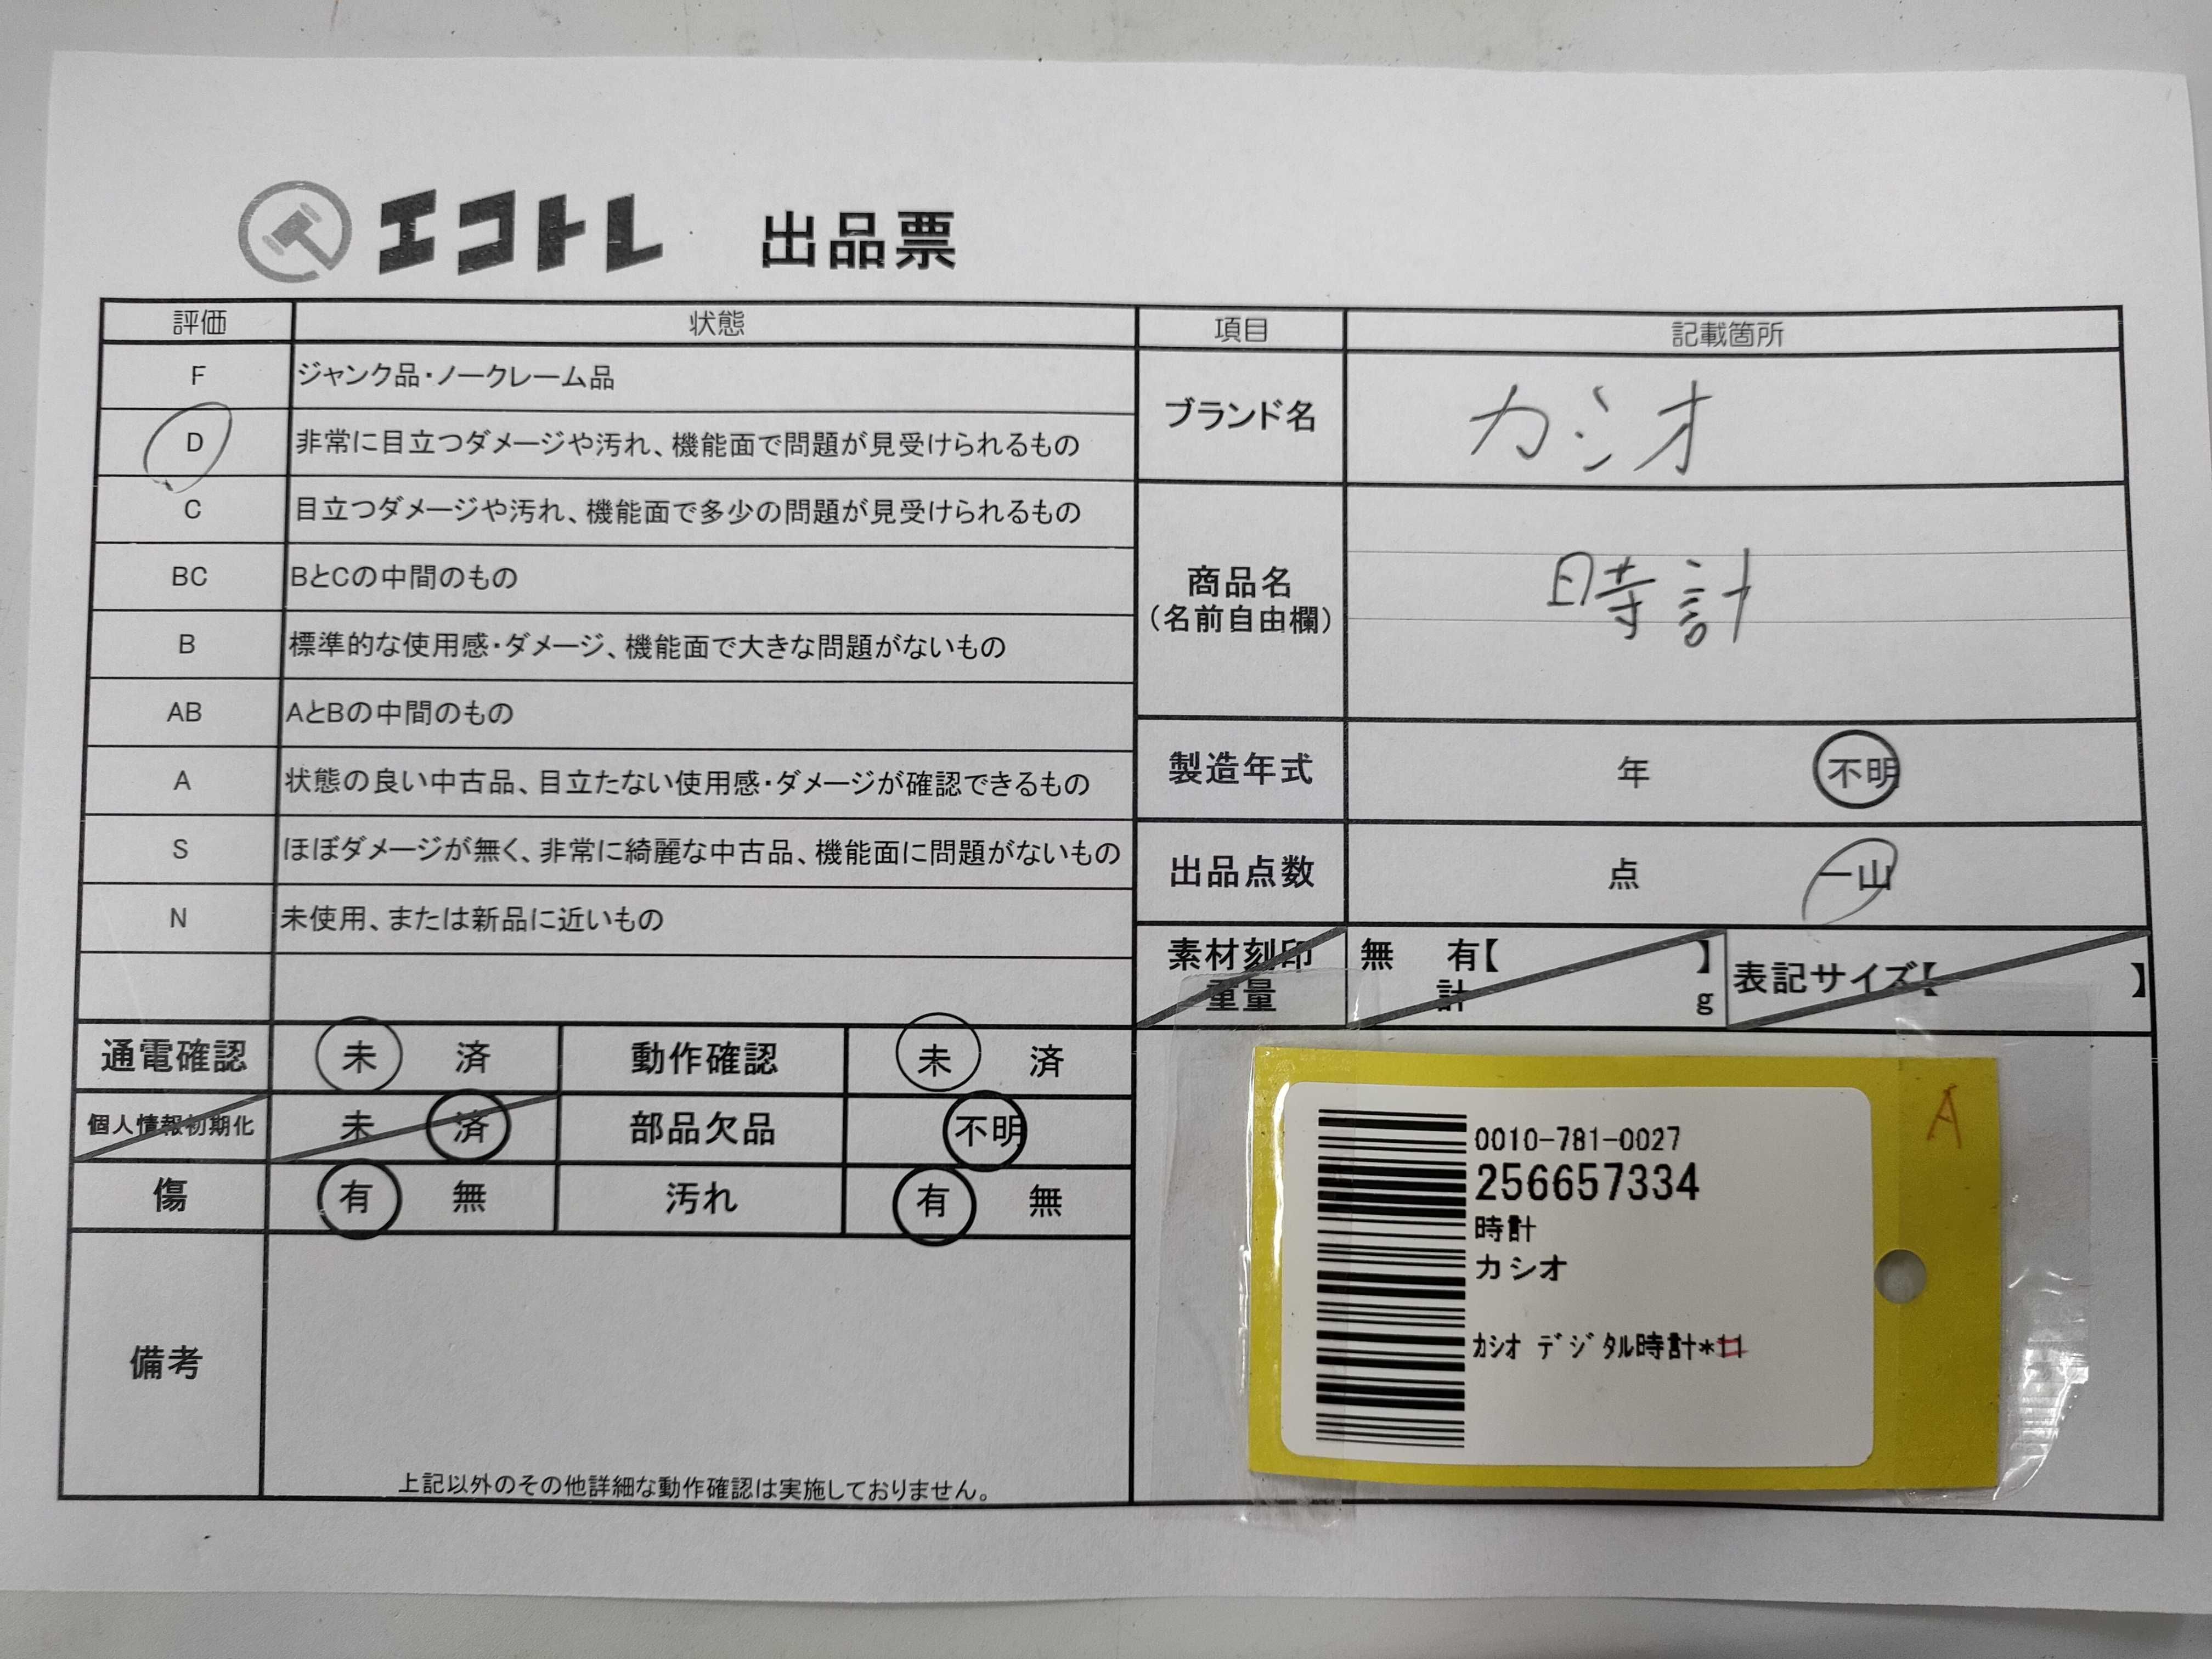 エコトレ 出品票
評価 状態
F ジャンク品・ノークレーム品
D 非常に目立つダメージや汚れ、機能面で問題が見受けられるもの
C 目立つダメージや汚れ、機能面で多少の問題が見受けられるもの
BC BとCの中間のもの
B 標準的な使用感・ダメージ、機能面で大きな問題がないもの
AB AとBの中間のもの
A 状態の良い中古品、目立たない使用感・ダメージが確認できるもの
S ほぼダメージが無く、非常に綺麗な中古品、機能面に問題がないもの
N 未使用、または新品に近いもの
通電確認 未 済 動作確認 未 済
個人情報初期化 未 済 部品欠品 不明
傷 有 無 汚れ 有 無
備考
上記以外のその他詳細な動作確認は実施しておりません。
項目 記載箇所
ブランド名 カシオ
商品名
(名前自由欄)
時計
製造年式 年 不明
出品点数 点 一山
素材刻印 無 有【 】
重量 計 g
表記サイズ【 】
A
0010-781-0027
256657334
時計
カシオ
ｶｼｵ ﾃﾞｼﾞﾀﾙ時計*